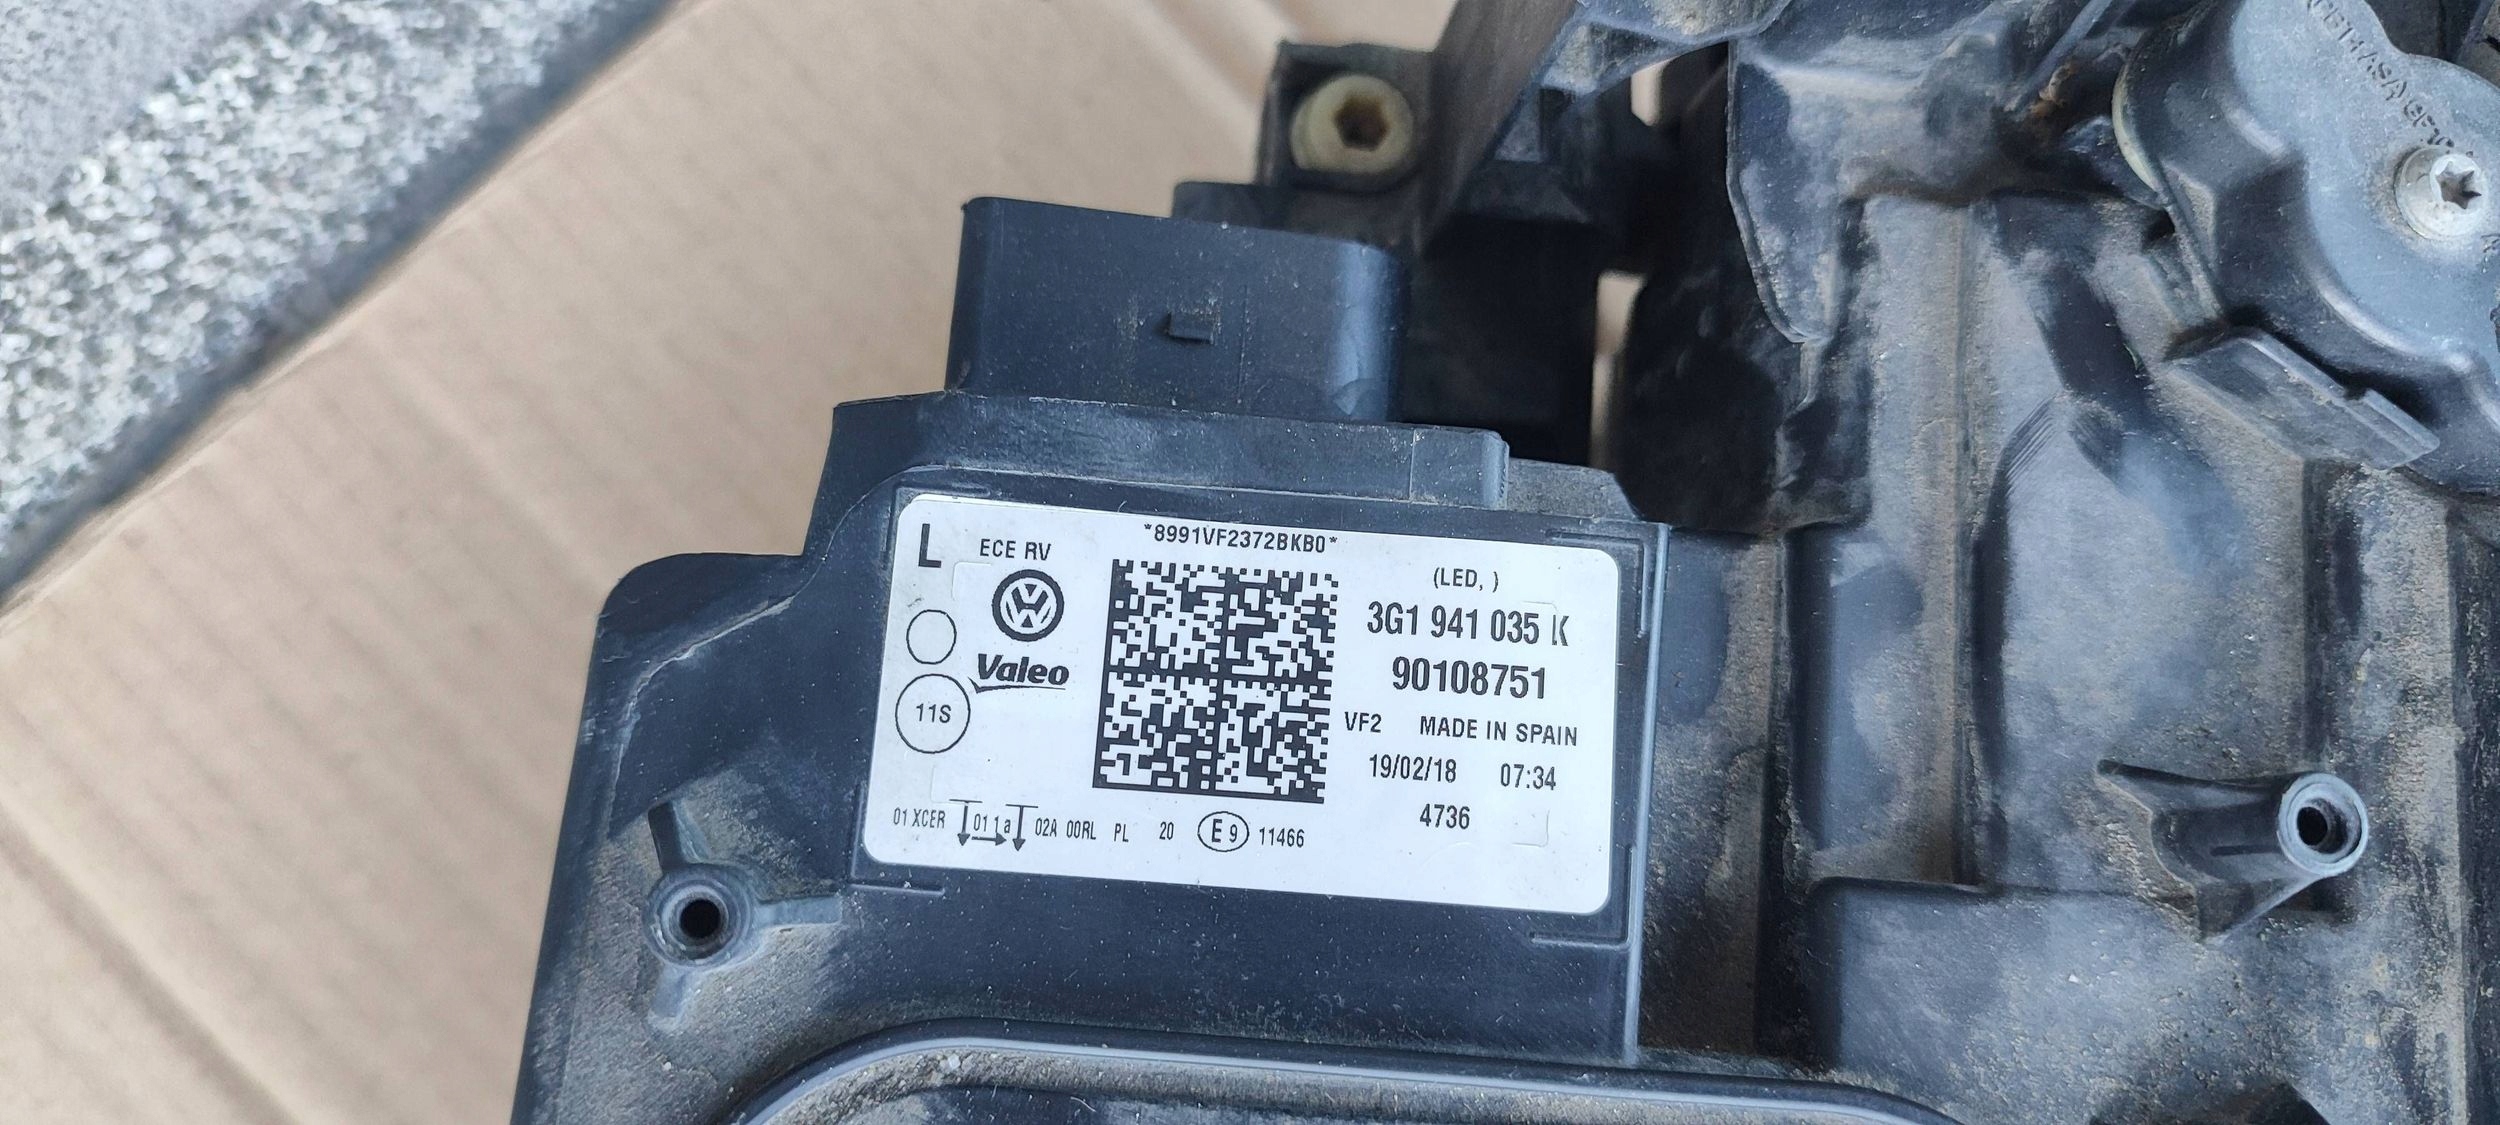 *8991VF2372BKB0*
L ECE RV
(LED, )
3G1 941 035 K
Valeo
90108751
11S
VF2 MADE IN SPAIN
19/02/18 07:34
4736
01 XCER 01 1a 02A 00RL PL 20 E 9 11466